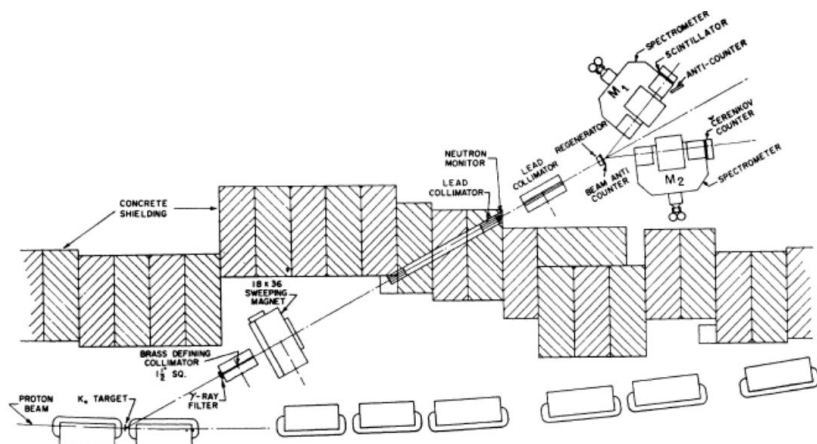 SPECTROMETER
SCINTILLATOR
ANTI-COUNTER
M1
ČERENKOV
COUNTER
REGENERATOR
NEUTRON
MONITOR
LEAD
COLLIMATOR
LEAD
COLLIMATOR
BEAM ANTI
COUNTER
M2
SPECTROMETER
CONCRETE
SHIELDING
18 × 36
SWEEPING
MAGNET
BRASS DEFINING
COLLIMATOR
1½" SQ.
γ-RAY
FILTER
K° TARGET
PROTON
BEAM